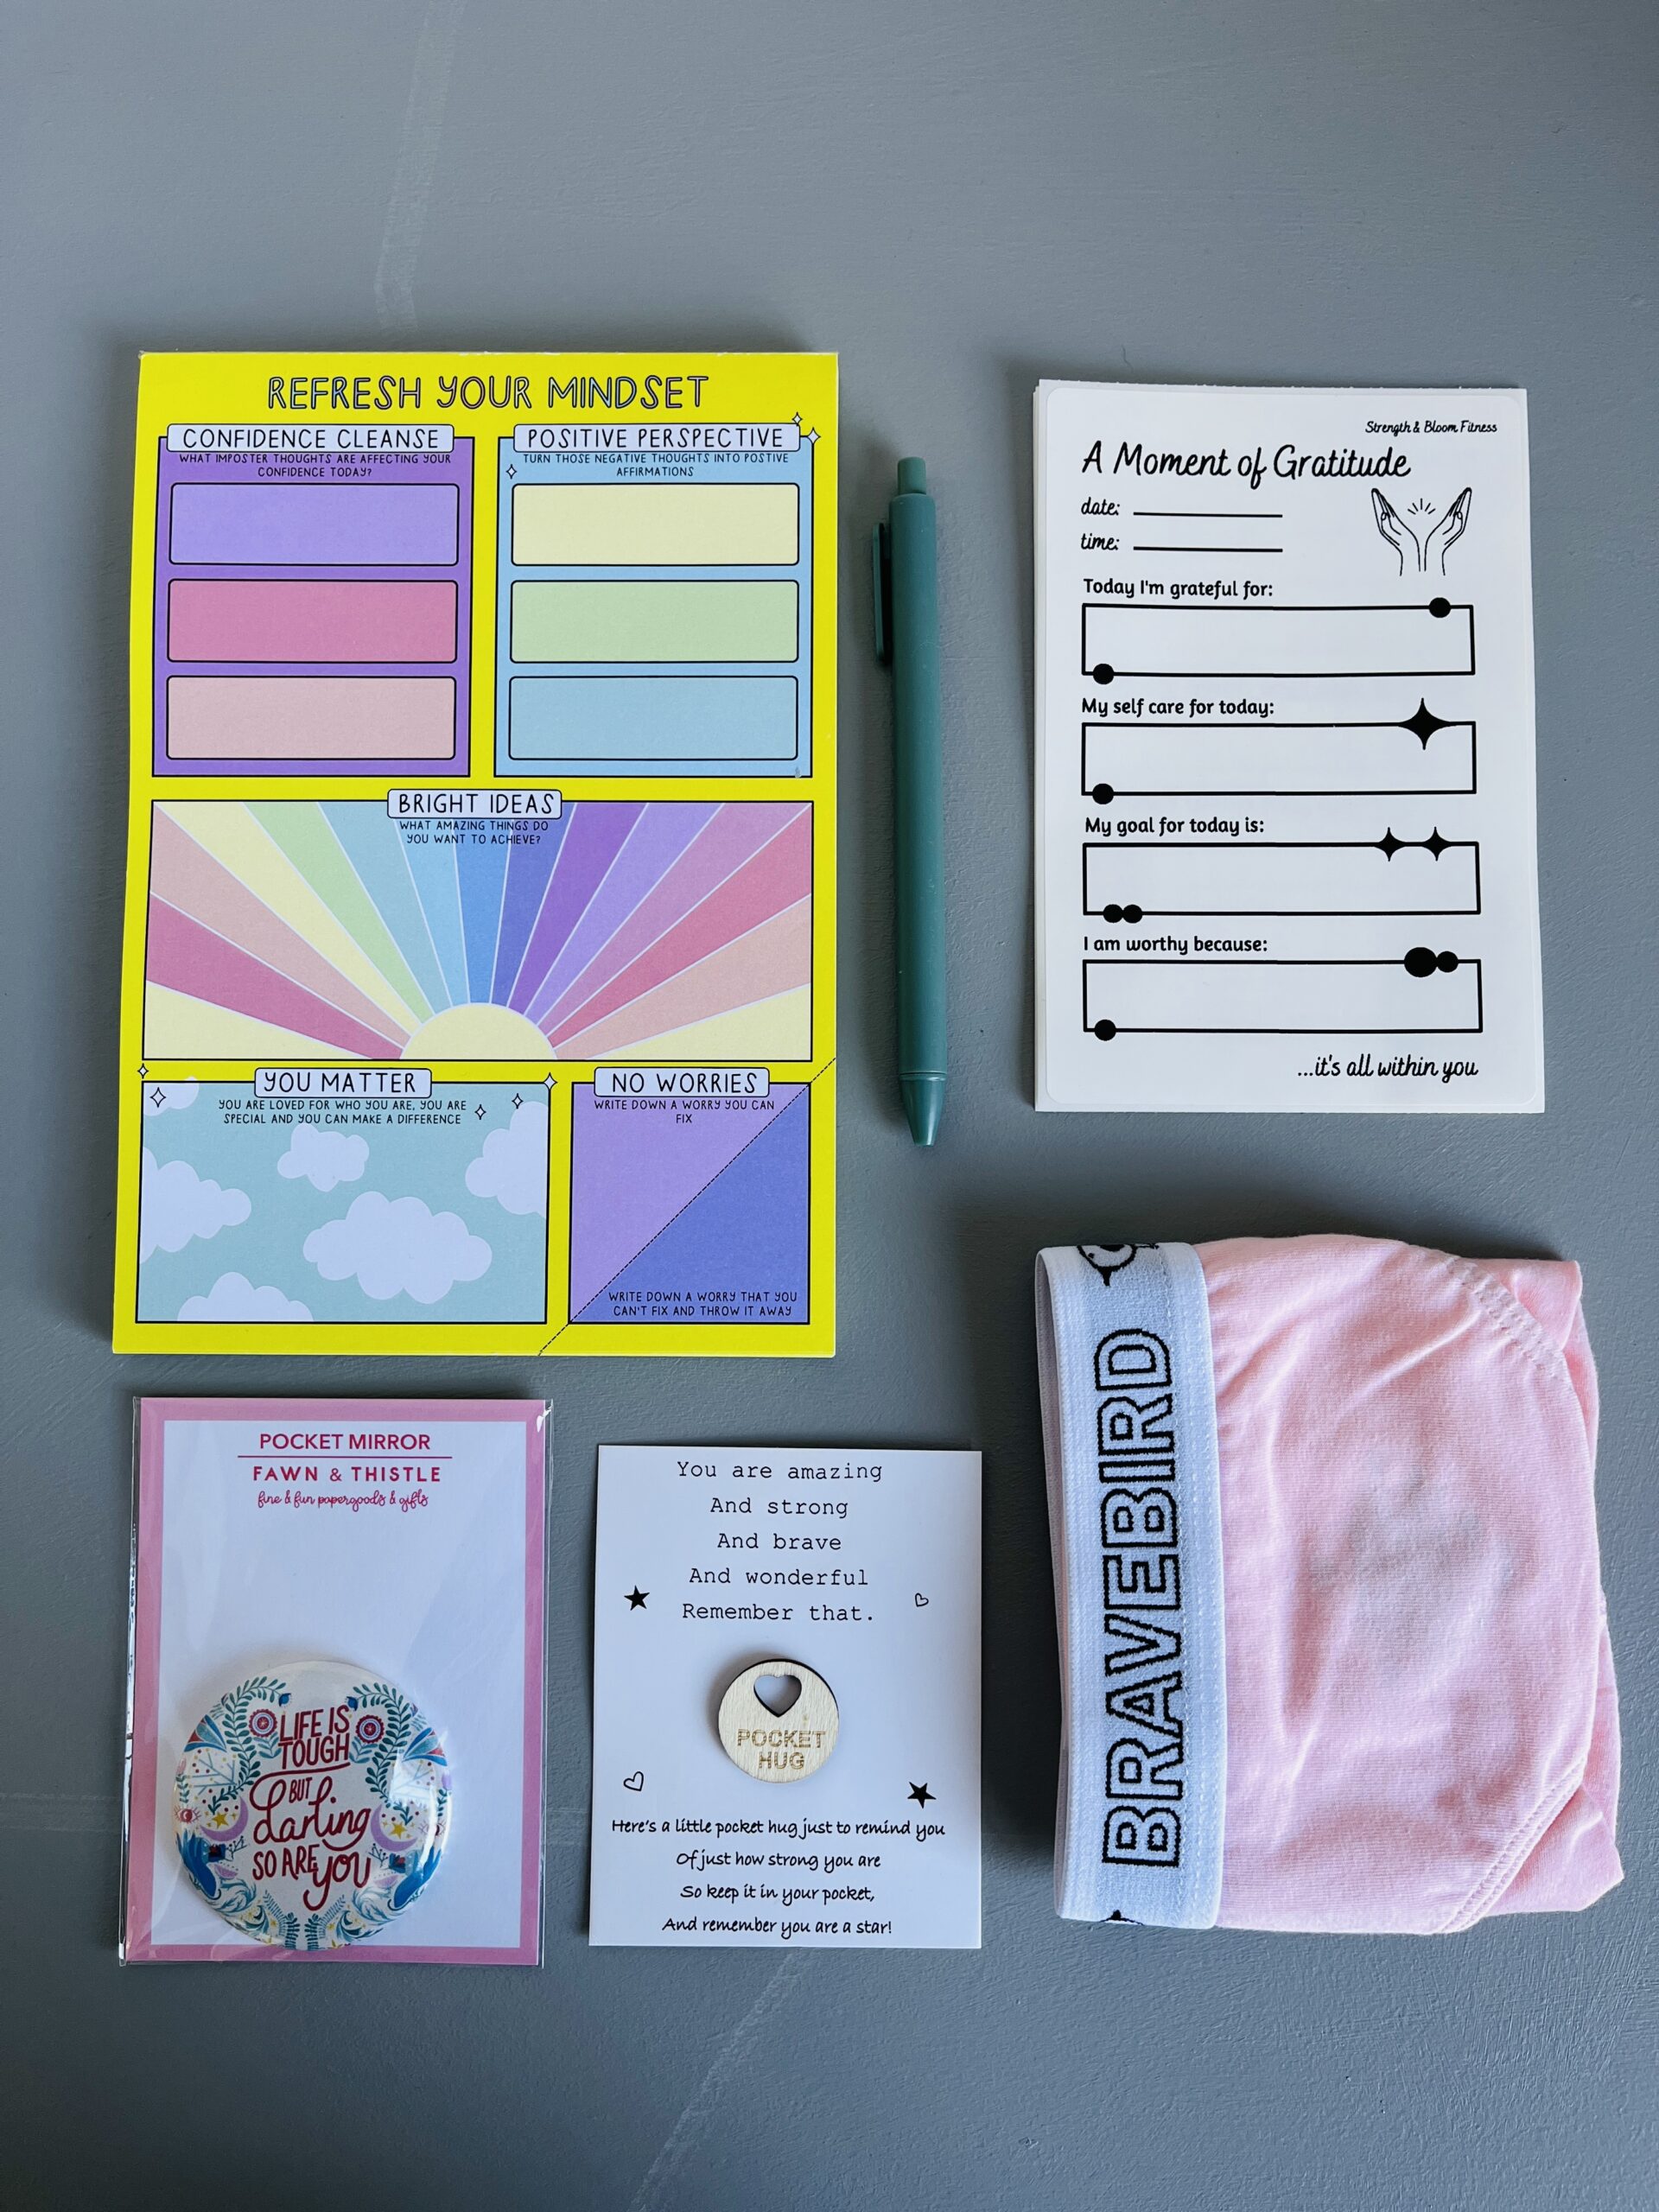 REFRESH YOUR MINDSET
CONFIDENCE CLEANSE
WHAT IMPOSTER THOUGHTS ARE AFFECTING YOUR
CONFIDENCE TODAY?
POSITIVE PERSPECTIVE
TURN THOSE NEGATIVE THOUGHTS INTO POSTIVE
AFFIRMATIONS
BRIGHT IDEAS
WHAT AMAZING THINGS DO
YOU WANT TO ACHIEVE?
YOU MATTER
YOU ARE LOVED FOR WHO YOU ARE, YOU ARE
SPECIAL AND YOU CAN MAKE A DIFFERENCE
NO WORRIES
WRITE DOWN A WORRY YOU CAN
FIX
WRITE DOWN A WORRY THAT YOU
CAN'T FIX AND THROW IT AWAY
Strength & Bloom Fitness
A Moment of Gratitude
date:
time:
Today I'm grateful for:
My self care for today:
My goal for today is:
I am worthy because:
...it's all within you
POCKET MIRROR
FAWN & THISTLE
fine & fun papergoods & gifts
LIFE IS
TOUGH
BUT
darling
SO ARE
you
You are amazing
And strong
And brave
And wonderful
Remember that.
POCKET
HUG
Here's a little pocket hug just to remind you
Of just how strong you are
So keep it in your pocket,
And remember you are a star!
BRAVEBIRD